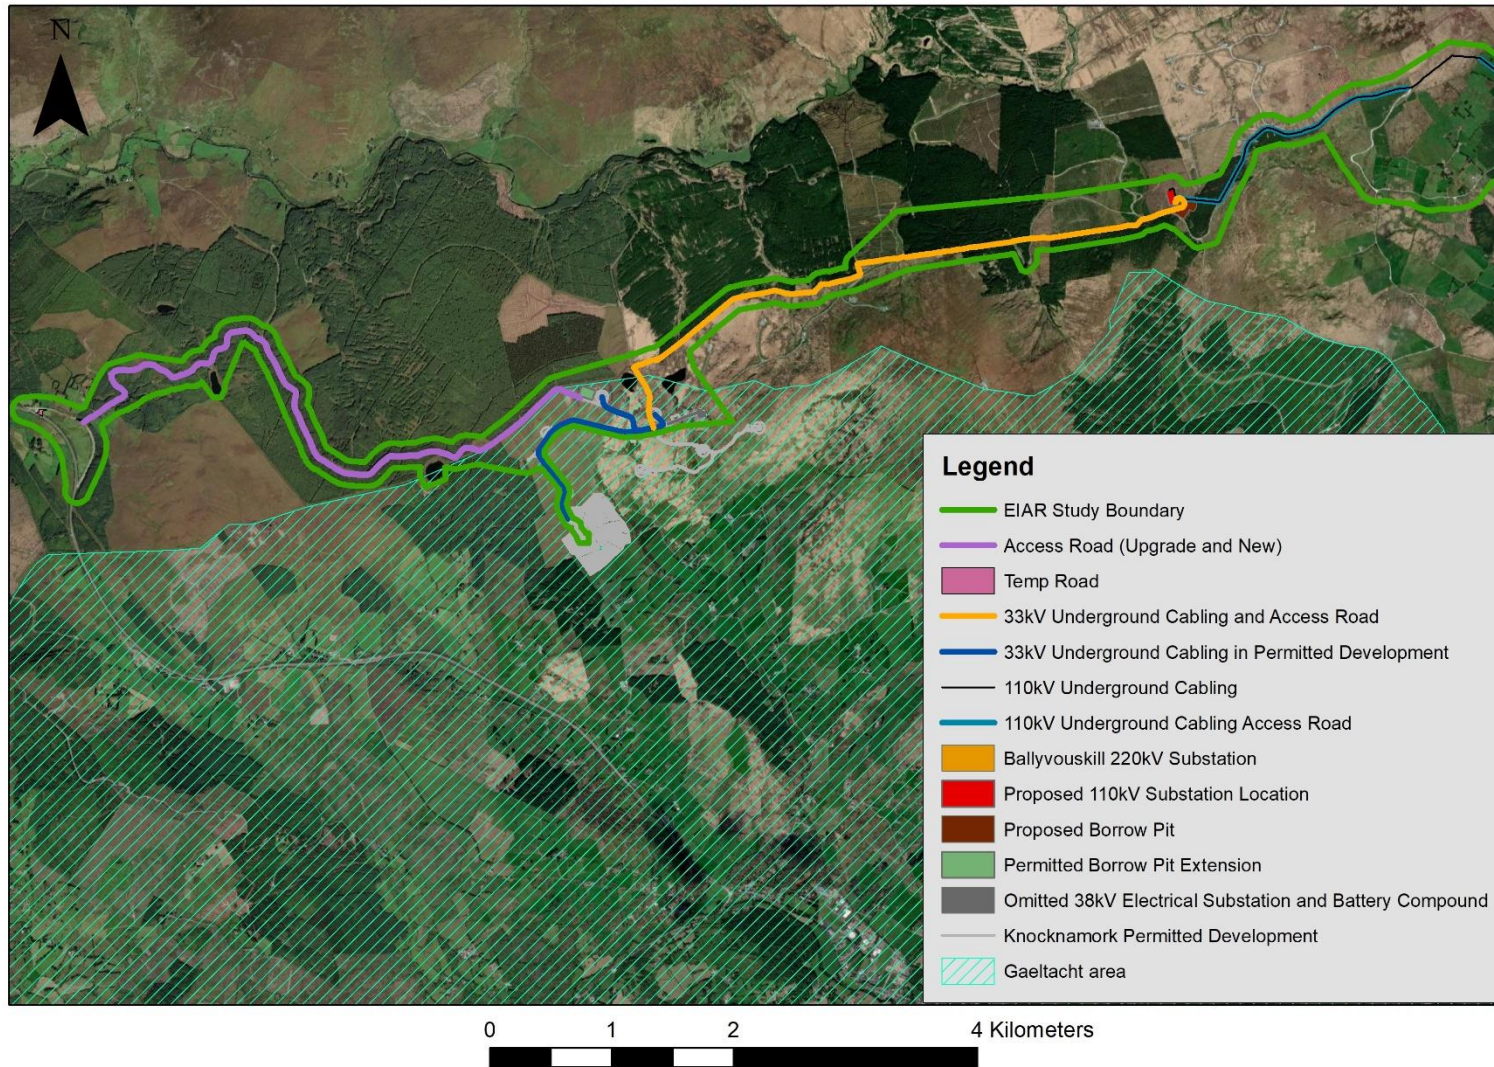 N
Legend
EIAR Study Boundary
Access Road (Upgrade and New)
Temp Road
33kV Underground Cabling and Access Road
33kV Underground Cabling in Permitted Development
110kV Underground Cabling
110kV Underground Cabling Access Road
Ballyvouskill 220kV Substation
Proposed 110kV Substation Location
Proposed Borrow Pit
Permitted Borrow Pit Extension
Omitted 38kV Electrical Substation and Battery Compound
Knocknamork Permitted Development
Gaeltacht area
0 1 2 4 Kilometers